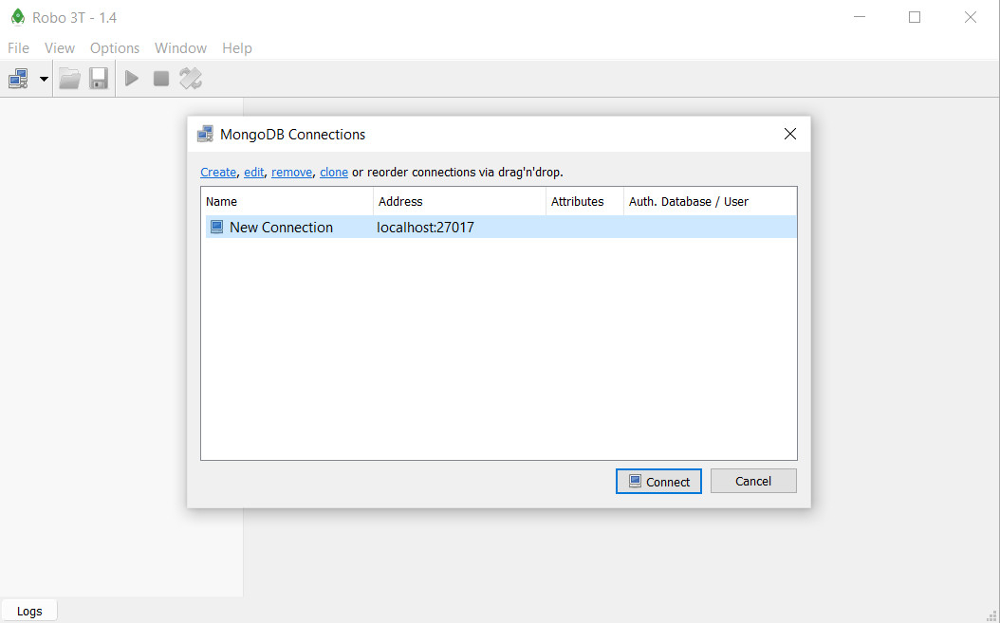 Robo 3T - 1.4
File View Options Window Help
MongoDB Connections
Create, edit, remove, clone or reorder connections via drag'n'drop.
Name Address Attributes Auth. Database / User
New Connection localhost:27017
Connect Cancel
Logs